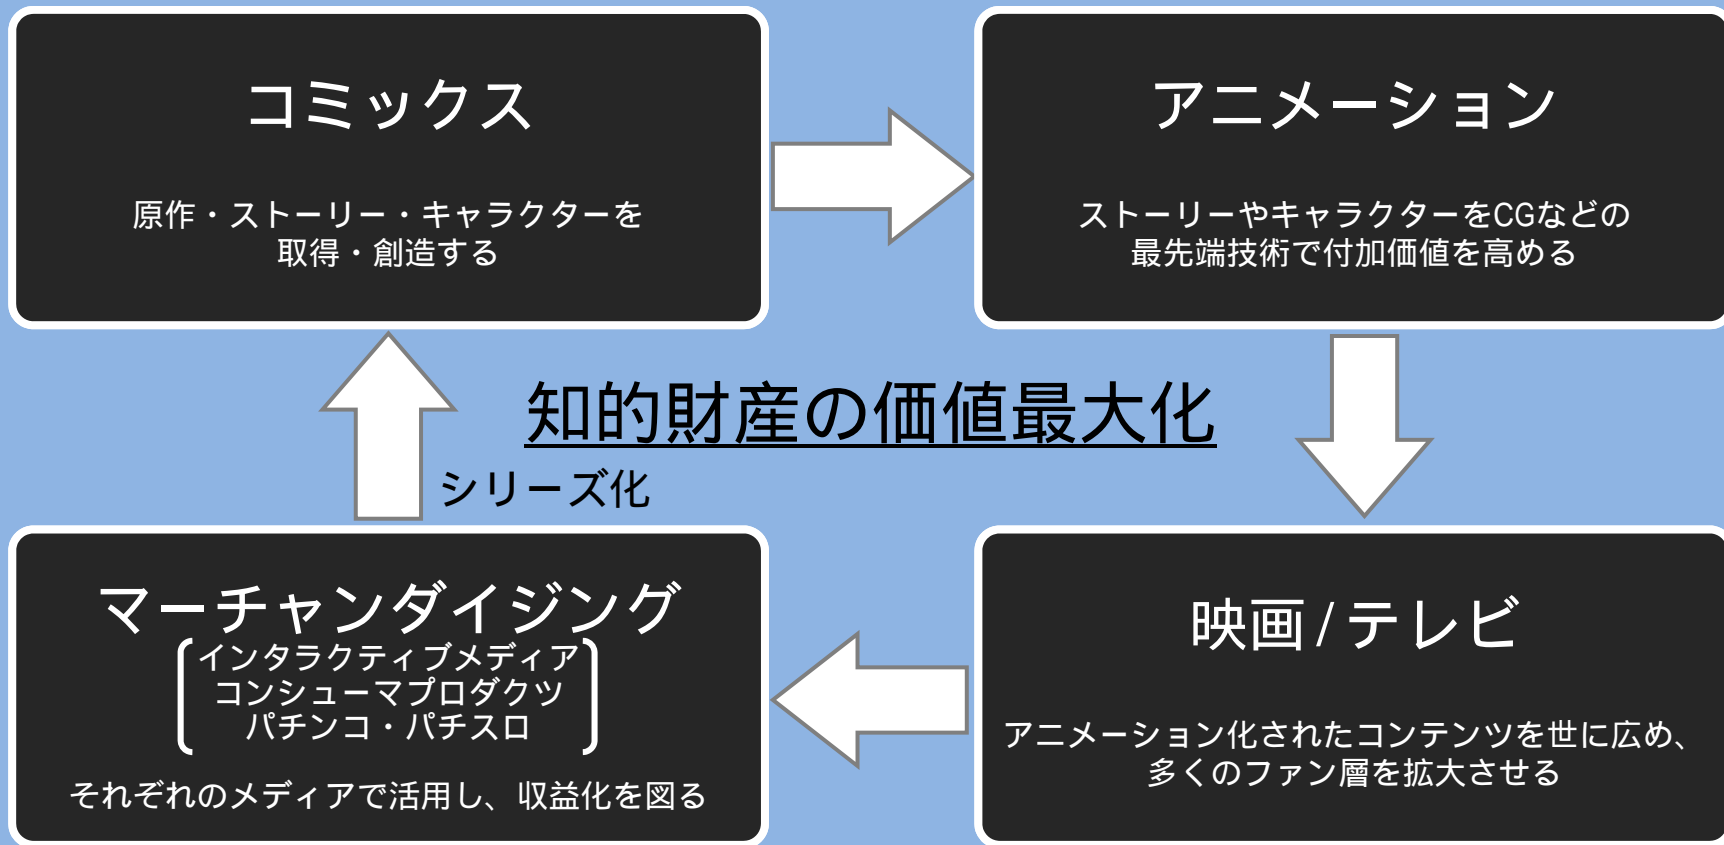 コミックス
原作・ストーリー・キャラクターを
取得・創造する
アニメーション
ストーリーやキャラクターをCGなどの
最先端技術で付加価値を高める
知的財産の価値最大化
シリーズ化
マーチャンダイジング
インタラクティブメディア
コンシューマプロダクツ
パチンコ・パチスロ
それぞれのメディアで活用し、収益化を図る
映画/テレビ
アニメーション化されたコンテンツを世に広め、
多くのファン層を拡大させる